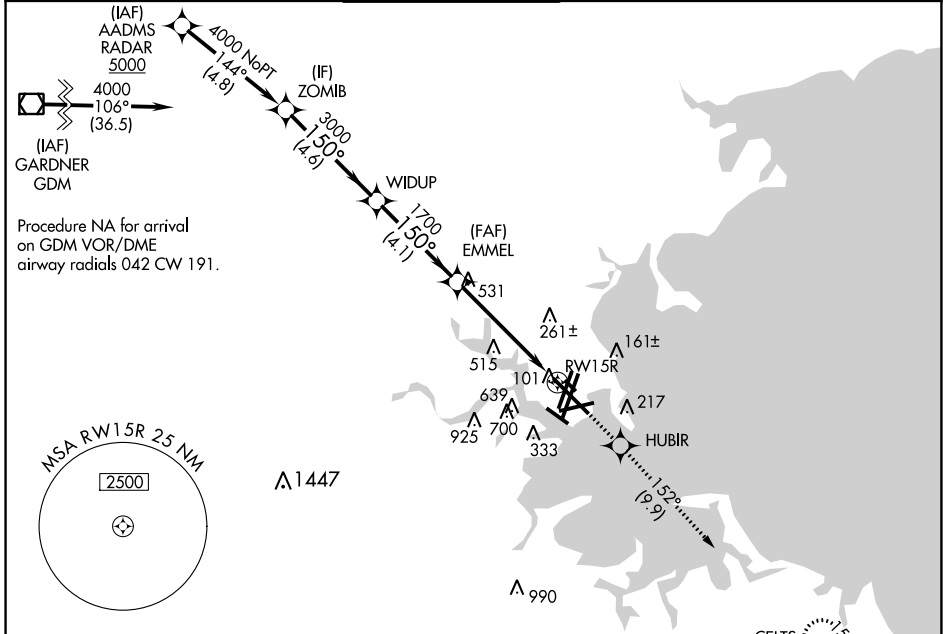 (IAF)
AADMS
RADAR
5000
4000 NoPT
144°
(4.8)
(IF)
ZOMIB
4000
106°
(36.5)
(IAF)
GARDNER
GDM
3000
150°
(4.6)
WIDUP
1700
150°
(4.1)
(FAF)
EMMEL
531
Procedure NA for arrival
on GDM VOR/DME
airway radials 042 CW 191.
261±
515
161±
RW15R
101
639
700
925
333
217
HUBIR
152°
(9.9)
MSA RW15R 25 NM
2500
1447
990
CELTS